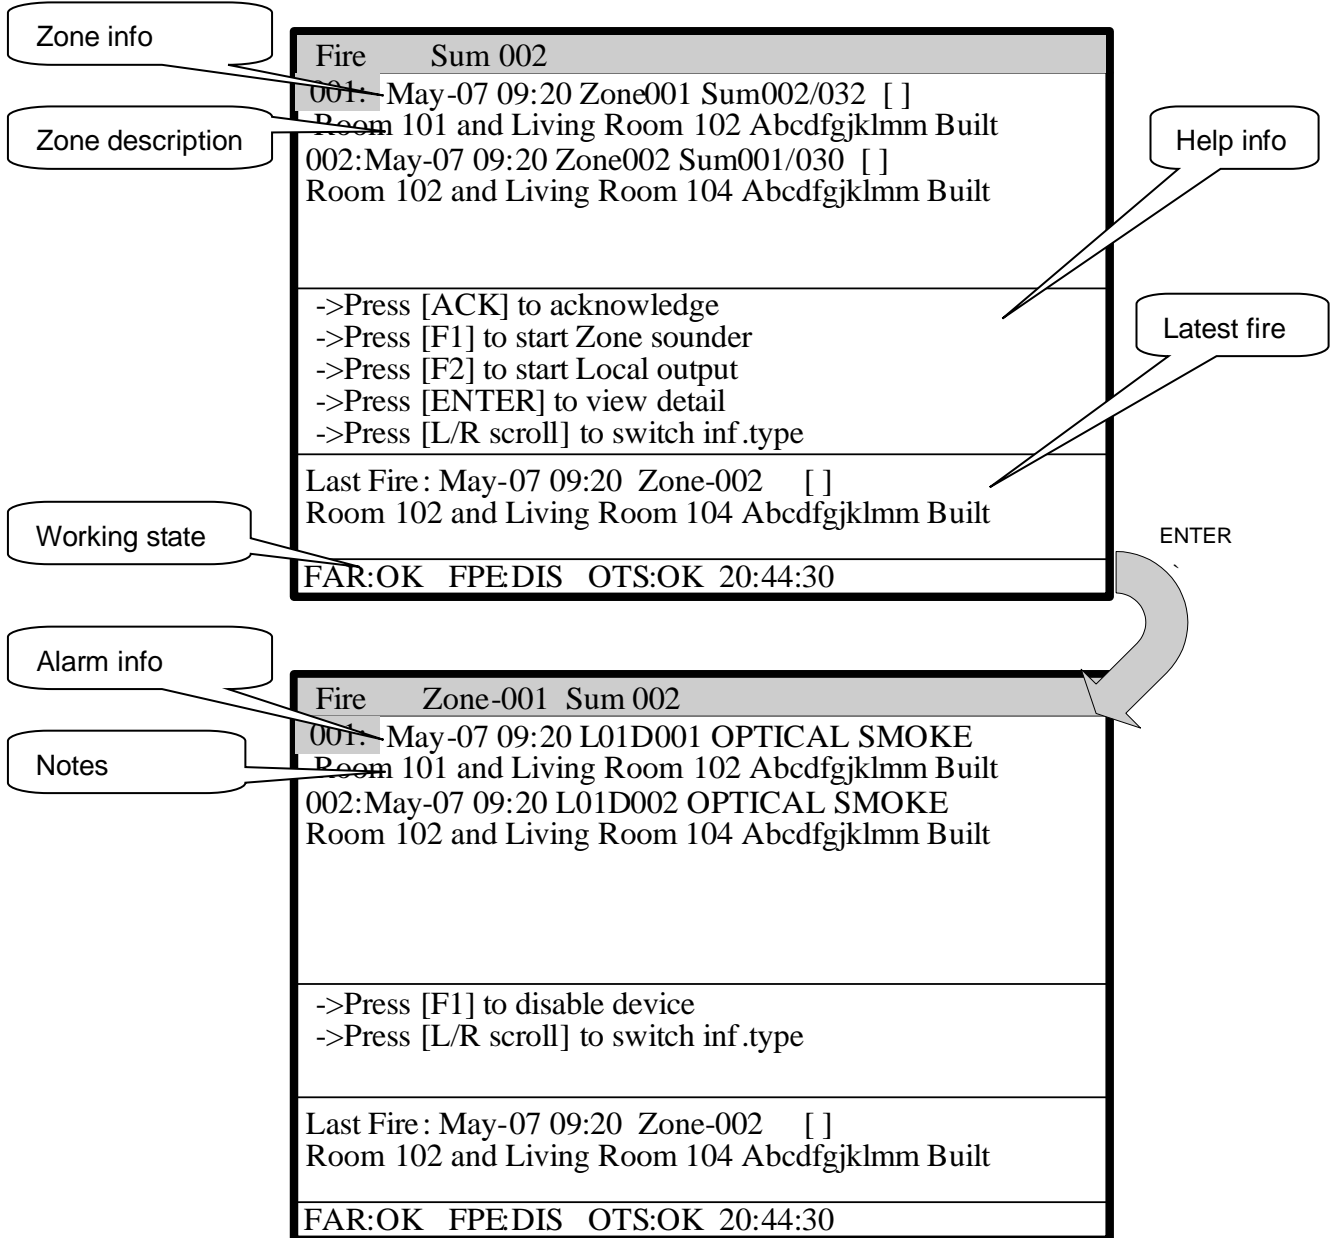 Zone info
Fire Sum 002
001: May-07 09:20 Zone001 Sum002/032 [ ]
Zone description
Room 101 and Living Room 102 Abcdfgjklmm Built
Help info
002:May-07 09:20 Zone002 Sum001/030 [ ]
Room 102 and Living Room 104 Abcdfgjklmm Built
->Press [ACK] to acknowledge
->Press [F1] to start Zone sounder
Latest fire
->Press [F2] to start Local output
->Press [ENTER] to view detail
->Press [L/R scroll] to switch inf.type
Last Fire: May-07 09:20 Zone-002 [ ]
Room 102 and Living Room 104 Abcdfgjklmm Built
Working state
ENTER
`
FAR:OK FPE:DIS OTS:OK 20:44:30
Alarm info
Fire Zone-001 Sum 002
001: May-07 09:20 L01D001 OPTICAL SMOKE
Notes
Room 101 and Living Room 102 Abcdfgjklmm Built
002:May-07 09:20 L01D002 OPTICAL SMOKE
Room 102 and Living Room 104 Abcdfgjklmm Built
->Press [F1] to disable device
->Press [L/R scroll] to switch inf.type
Last Fire: May-07 09:20 Zone-002 [ ]
Room 102 and Living Room 104 Abcdfgjklmm Built
FAR:OK FPE:DIS OTS:OK 20:44:30